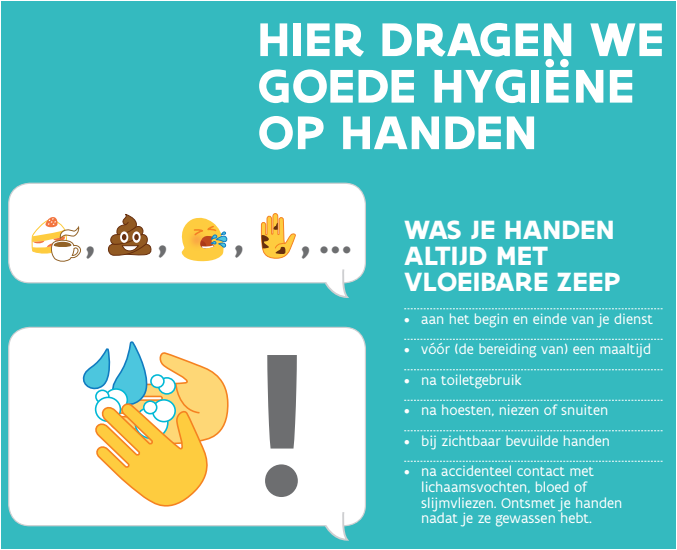 HIER DRAGEN WE
GOEDE HYGIËNE
OP HANDEN
, , , , ...
!
WAS JE HANDEN
ALTIJD MET
VLOEIBARE ZEEP
• aan het begin en einde van je dienst
• vóór (de bereiding van) een maaltijd
• na toiletgebruik
• na hoesten, niezen of snuiten
• bij zichtbaar bevuilde handen
• na accidenteel contact met
lichaamsvochten, bloed of
slijmvliezen. Ontsmet je handen
nadat je ze gewassen hebt.